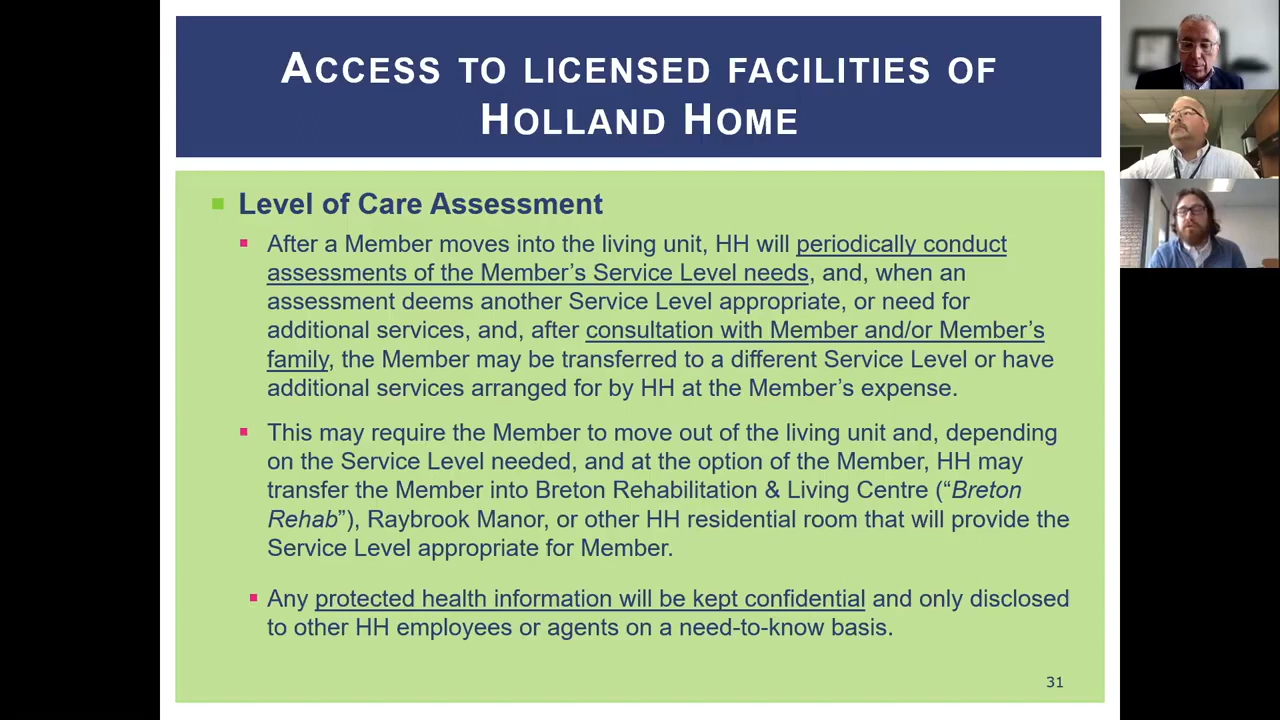 ACCESS TO LICENSED FACILITIES OF
HOLLAND HOME
Level of Care Assessment
After a Member moves into the living unit, HH will periodically conduct
assessments of the Member’s Service Level needs, and, when an
assessment deems another Service Level appropriate, or need for
additional services, and, after consultation with Member and/or Member’s
family, the Member may be transferred to a different Service Level or have
additional services arranged for by HH at the Member’s expense.
This may require the Member to move out of the living unit and, depending
on the Service Level needed, and at the option of the Member, HH may
transfer the Member into Breton Rehabilitation & Living Centre (“Breton
Rehab”), Raybrook Manor, or other HH residential room that will provide the
Service Level appropriate for Member.
Any protected health information will be kept confidential and only disclosed
to other HH employees or agents on a need-to-know basis.
31